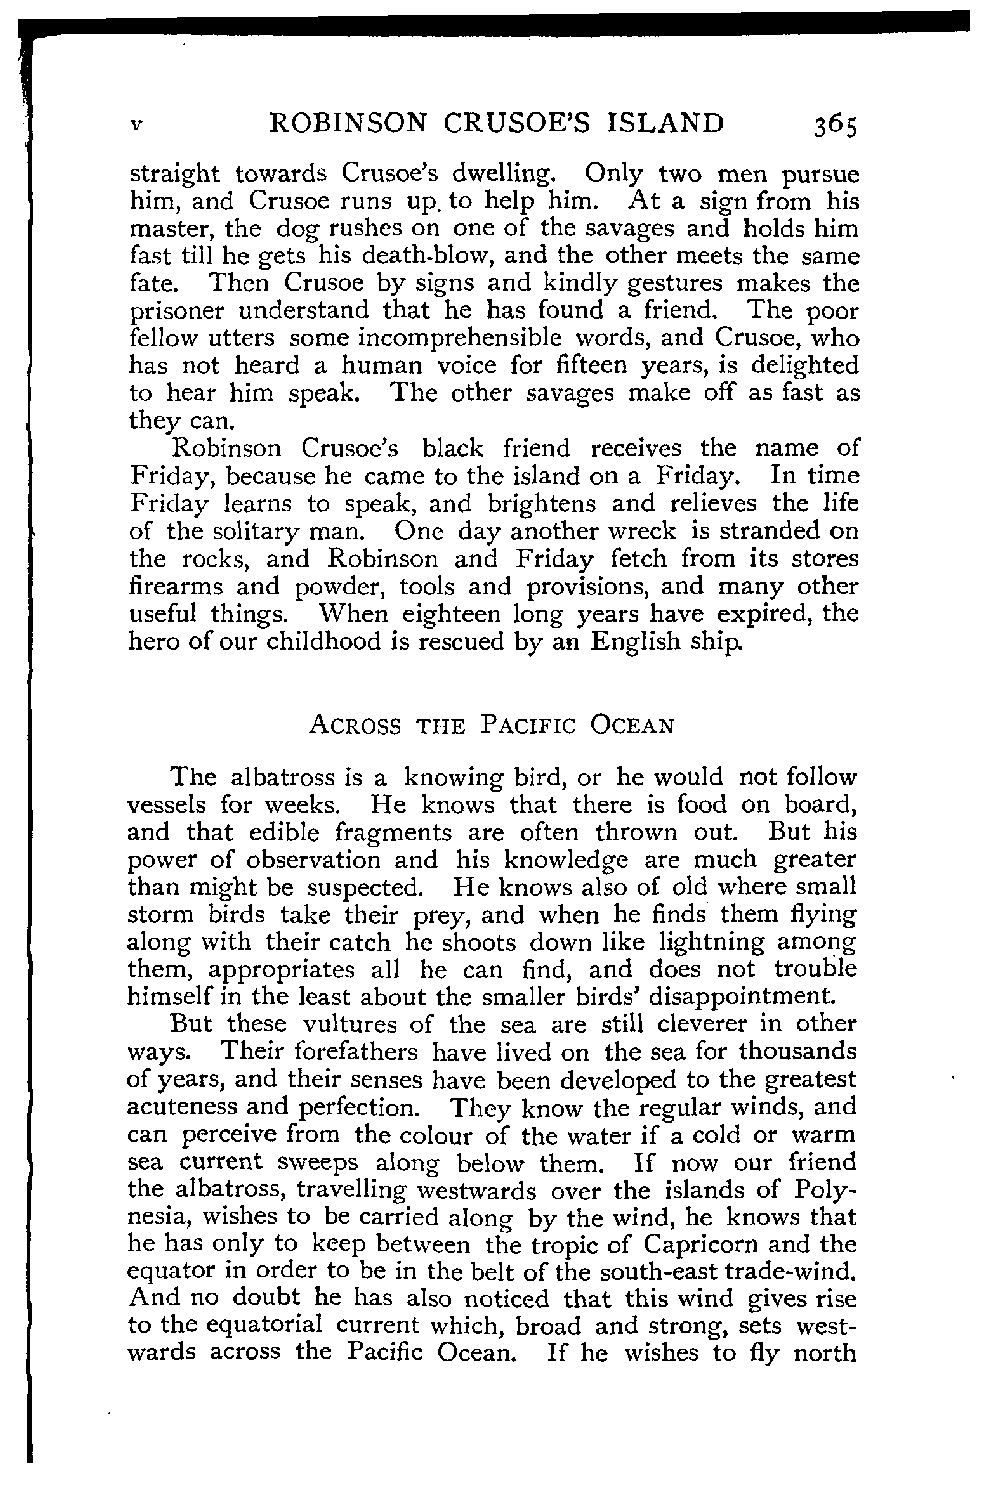 v ROBINSON CRUSOE'S ISLAND 365
straight towards Crusoe's dwelling. Only two men pursue
him, and Crusoe runs up to help him. At a sign from his
master, the dog rushes on one of the savages and holds him
fast till he gets his death-blow, and the other meets the same
fate. Then Crusoe by signs and kindly gestures makes the
prisoner understand that he has found a friend. The poor
fellow utters some incomprehensible words, and Crusoe, who
has not heard a human voice for fifteen years, is delighted
to hear him speak. The other savages make off as fast as
they can.
Robinson Crusoe's black friend receives the name of
Friday, because he came to the island on a Friday. In time
Friday learns to speak, and brightens and relieves the life
of the solitary man. One day another wreck is stranded on
the rocks, and Robinson and Friday fetch from its stores
firearms and powder, tools and provisions, and many other
useful things. When eighteen long years have expired, the
hero of our childhood is rescued by an English ship.
ACROSS THE PACIFIC OCEAN
The albatross is a knowing bird, or he would not follow
vessels for weeks. He knows that there is food on board,
and that edible fragments are often thrown out. But his
power of observation and his knowledge are much greater
than might be suspected. He knows also of old where small
storm birds take their prey, and when he finds them flying
along with their catch he shoots down like lightning among
them, appropriates all he can find, and does not trouble
himself in the least about the smaller birds' disappointment.
But these vultures of the sea are still cleverer in other
ways. Their forefathers have lived on the sea for thousands
of years, and their senses have been developed to the greatest
acuteness and perfection. They know the regular winds, and
can perceive from the colour of the water if a cold or warm
sea current sweeps along below them. If now our friend
the albatross, travelling westwards over the islands of Poly-
nesia, wishes to be carried along by the wind, he knows that
he has only to keep between the tropic of Capricorn and the
equator in order to be in the belt of the south-east trade-wind.
And no doubt he has also noticed that this wind gives rise
to the equatorial current which, broad and strong, sets west-
wards across the Pacific Ocean. If he wishes to fly north